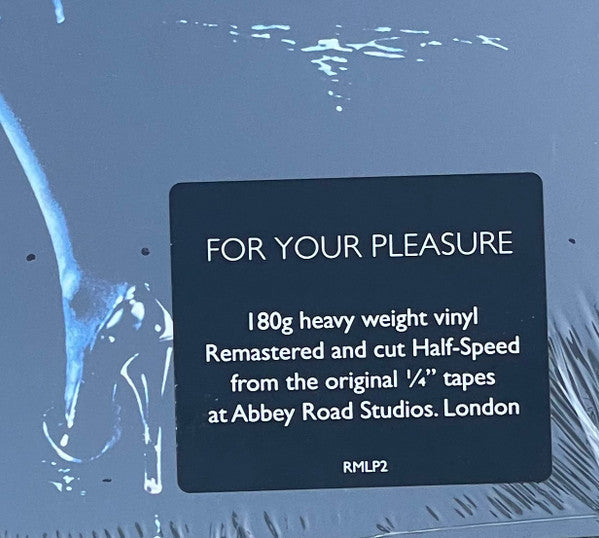 FOR YOUR PLEASURE
180g heavy weight vinyl
Remastered and cut Half-Speed
from the original ¼” tapes
at Abbey Road Studios. London
RMLP2